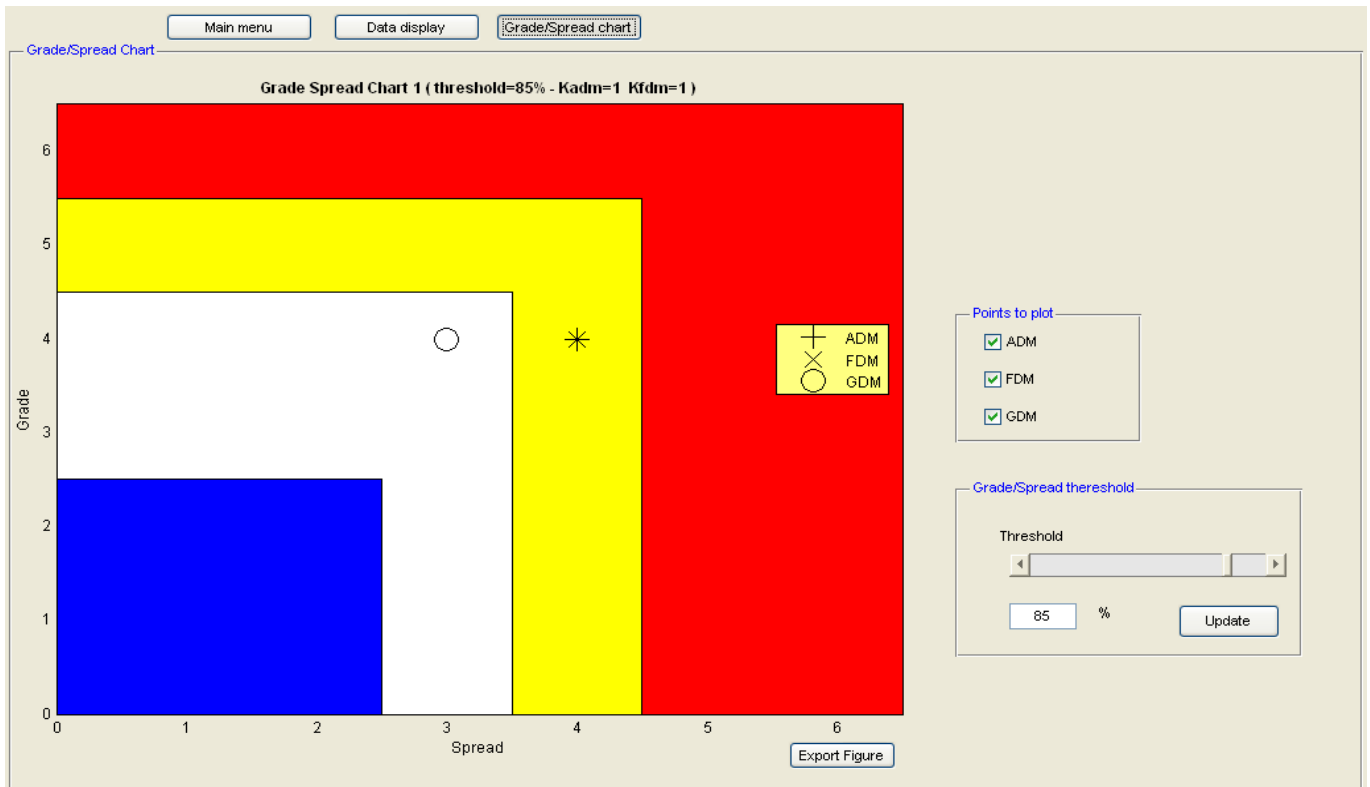 Main menu
Data display
Grade/Spread chart
Grade/Spread Chart
Grade Spread Chart 1 ( threshold=85% - Kadm=1 Kfdm=1 )
6
5
4
3
2
1
0
Grade
ADM
FDM
GDM
0 1 2 3 4 5 6
Spread
Export Figure
Points to plot
ADM
FDM
GDM
Grade/Spread thereshold
Threshold
85 %
Update